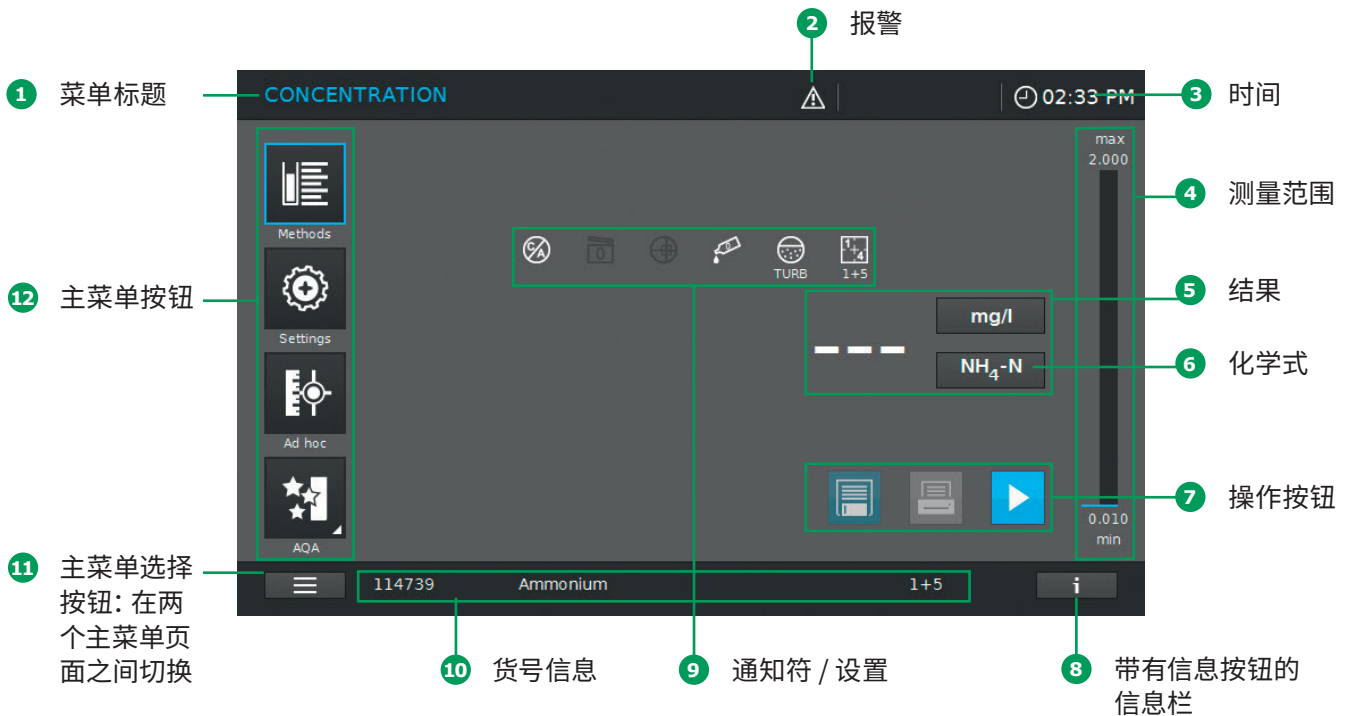 2 报警
1 菜单标题
CONCENTRATION
02:33 PM
3 时间
max
2.000
4 测量范围
Methods
C/A
0
TURB
1+4
1+5
12 主菜单按钮
Settings
5 结果
mg/l
NH₄-N
6 化学式
Ad hoc
7 操作按钮
0.010
min
AQA
11 主菜单选择
按钮：在两
个主菜单页
面之间切换
114739 Ammonium 1+5
i
10 货号信息
9 通知符 / 设置
8 带有信息按钮的
信息栏